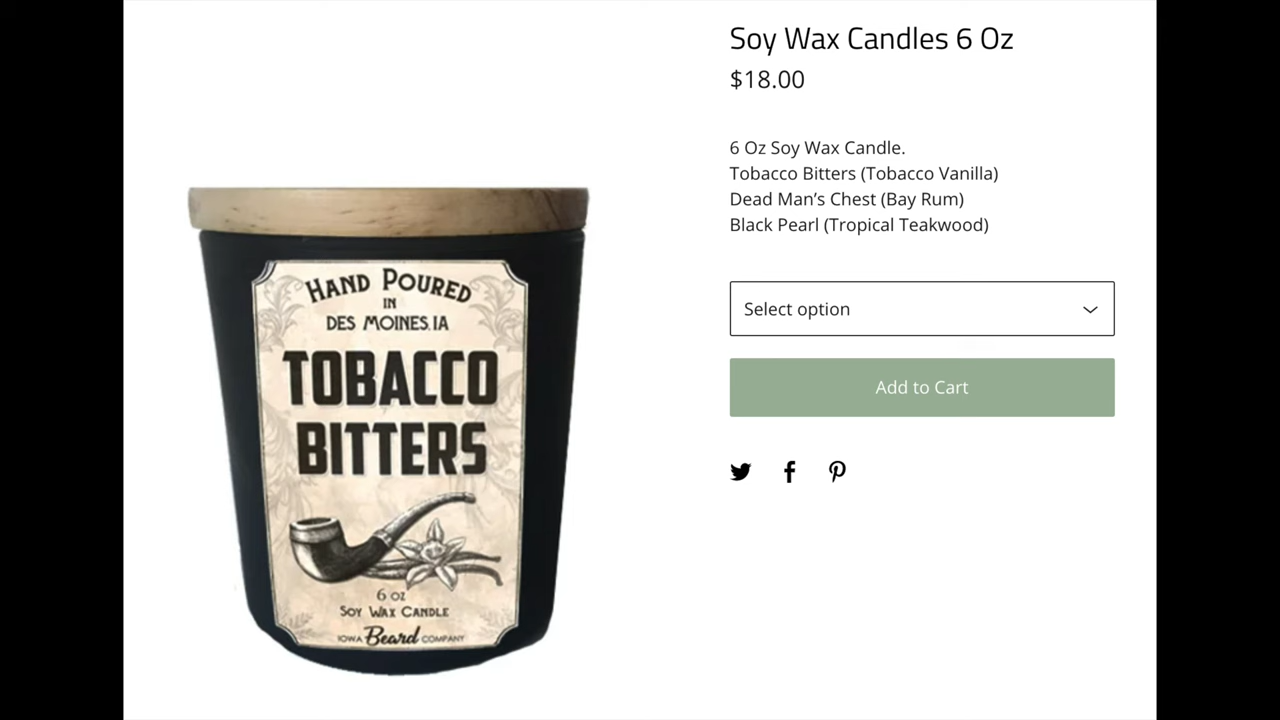 Soy Wax Candles 6 Oz
$18.00
6 Oz Soy Wax Candle.
Tobacco Bitters (Tobacco Vanilla)
Dead Man’s Chest (Bay Rum)
Black Pearl (Tropical Teakwood)
Select option
Add to Cart
HAND POURED
IN
DES MOINES, IA
TOBACCO
BITTERS
6 OZ
SOY WAX CANDLE
IOWA Beard COMPANY